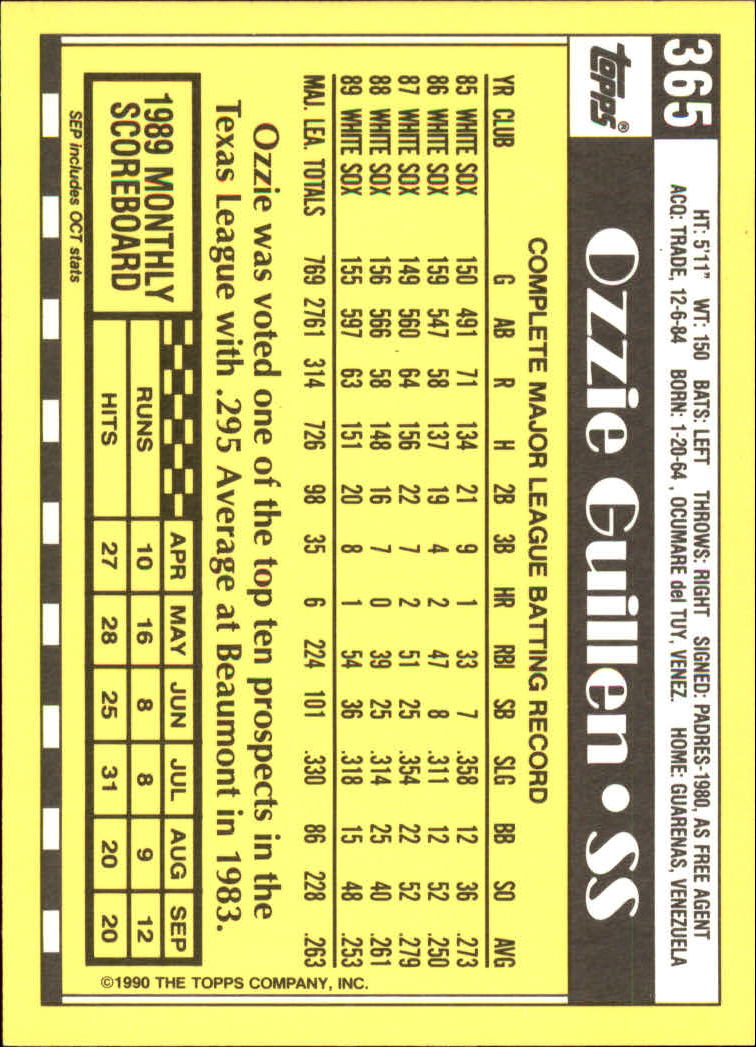 365
HT: 5'11" WT: 150 BATS: LEFT THROWS: RIGHT SIGNED: PADRES-1980, AS FREE AGENT
ACQ: TRADE, 12-6-84 BORN: 1-20-64, OCUMARE del TUY, VENEZ. HOME: GUARENAS, VENEZUELA
topps®
Ozzie Guillen • SS
COMPLETE MAJOR LEAGUE BATTING RECORD
YR CLUB G AB R H 2B 3B HR RBI SB SLG BB SO AVG
85 WHITE SOX 150 491 71 134 21 9 1 33 7 .358 12 36 .273
86 WHITE SOX 159 547 58 137 19 4 2 47 8 .311 12 52 .250
87 WHITE SOX 149 560 64 156 22 7 2 51 25 .354 22 52 .279
88 WHITE SOX 156 566 58 148 16 7 0 39 25 .314 25 40 .261
89 WHITE SOX 155 597 63 151 20 8 1 54 36 .318 15 48 .253
MAJ. LEA. TOTALS 769 2761 314 726 98 35 6 224 101 .330 86 228 .263
Ozzie was voted one of the top ten prospects in the
Texas League with .295 Average at Beaumont in 1983.
1989 MONTHLY
SCOREBOARD
APR MAY JUN JUL AUG SEP
RUNS 10 16 8 8 9 12
HITS 27 28 25 31 20 20
SEP includes OCT stats
©1990 THE TOPPS COMPANY, INC.